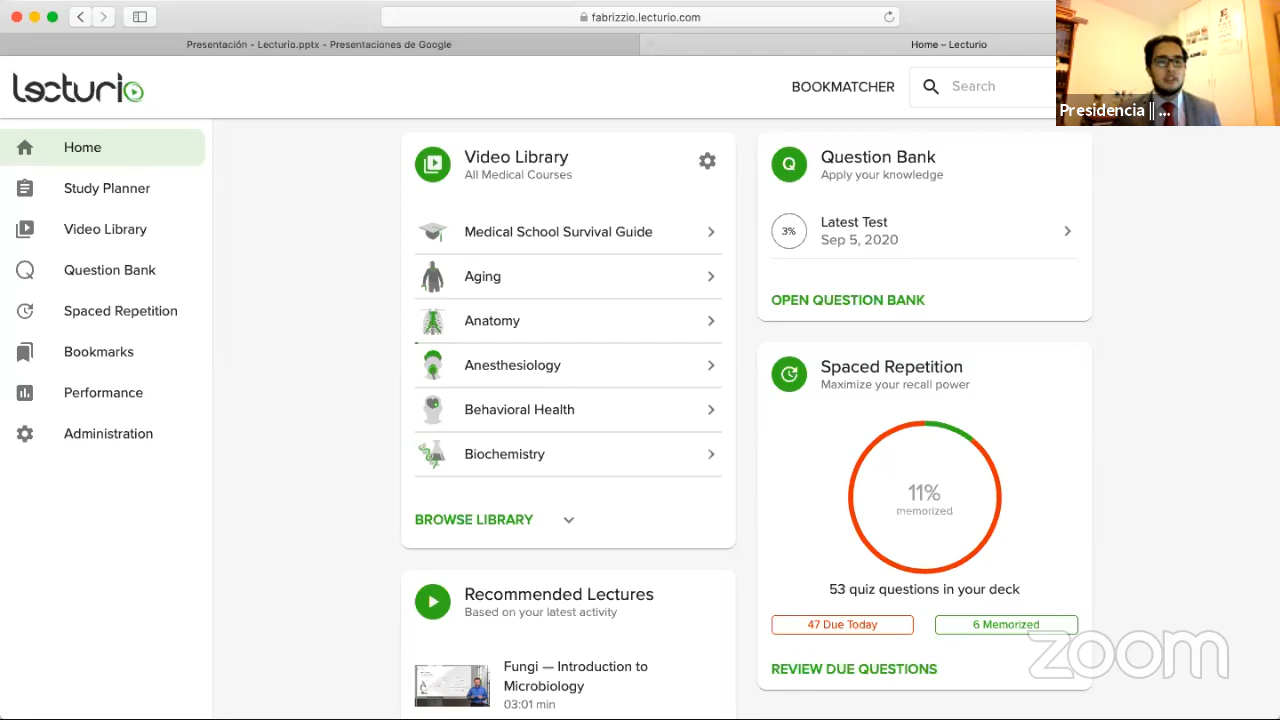 fabrizzio.lecturio.com
Presentación - Lecturio.pptx - Presentaciones de Google
Home – Lecturio
Presidencia || ...
lecturio
BOOKMATCHER
Search
Home
Study Planner
Video Library
Question Bank
Spaced Repetition
Bookmarks
Performance
Administration
Video Library
All Medical Courses
Medical School Survival Guide
Aging
Anatomy
Anesthesiology
Behavioral Health
Biochemistry
BROWSE LIBRARY
Recommended Lectures
Based on your latest activity
Fungi — Introduction to
Microbiology
03:01 min
Q
Question Bank
Apply your knowledge
3%
Latest Test
Sep 5, 2020
OPEN QUESTION BANK
Spaced Repetition
Maximize your recall power
11%
memorized
53 quiz questions in your deck
47 Due Today
6 Memorized
REVIEW DUE QUESTIONS
zoom